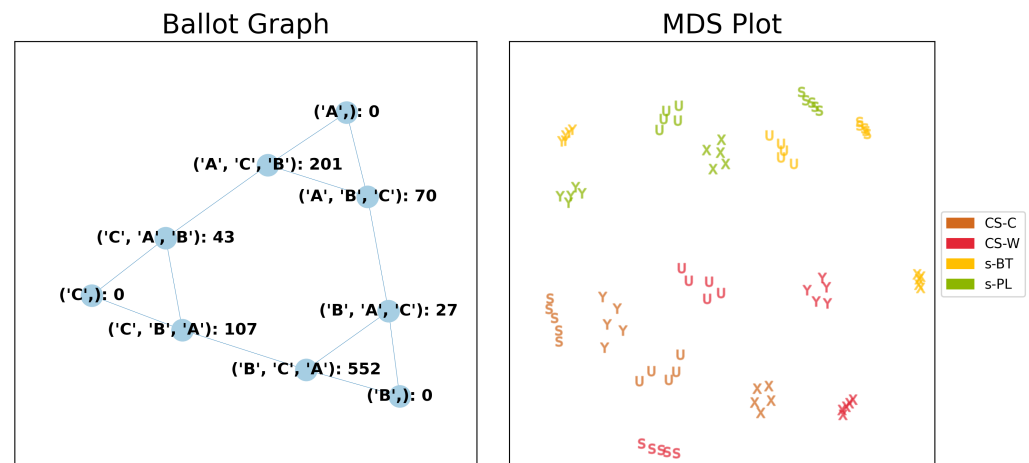 Ballot Graph
('A',): 0
('A', 'C', 'B'): 201
('A', 'B', 'C'): 70
('C', 'A', 'B'): 43
('C',): 0
('B', 'A', 'C'): 27
('C', 'B', 'A'): 107
('B', 'C', 'A'): 552
('B',): 0
MDS Plot
S S S S S
U U U U U
S S S S S
Y Y Y Y Y
X X X X X
U U U U U
Y Y Y Y Y
U U U U U
Y Y Y Y Y
X X X X X
S S S S S
Y Y Y Y Y
U U U U U
X X X X X
X X X X X
S S S S S
CS-C
CS-W
s-BT
s-PL